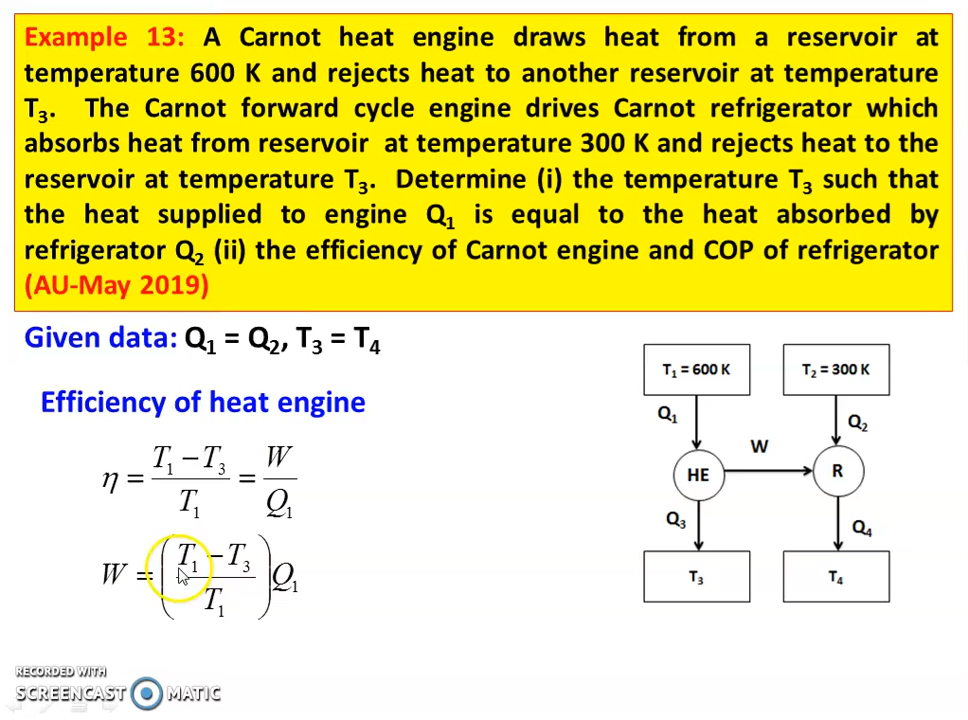 Example 13: A Carnot heat engine draws heat from a reservoir at
temperature 600 K and rejects heat to another reservoir at temperature
T3. The Carnot forward cycle engine drives Carnot refrigerator which
absorbs heat from reservoir at temperature 300 K and rejects heat to the
reservoir at temperature T3. Determine (i) the temperature T3 such that
the heat supplied to engine Q1 is equal to the heat absorbed by
refrigerator Q2 (ii) the efficiency of Carnot engine and COP of refrigerator
(AU-May 2019)
Given data: Q1 = Q2, T3 = T4
Efficiency of heat engine
η = (T1 − T3) / T1 = W / Q1
W = ((T1 − T3) / T1) Q1
T1 = 600 K
T2 = 300 K
Q1
Q2
W
HE
R
Q3
Q4
T3
T4
RECORDED WITH
SCREENCAST MATIC